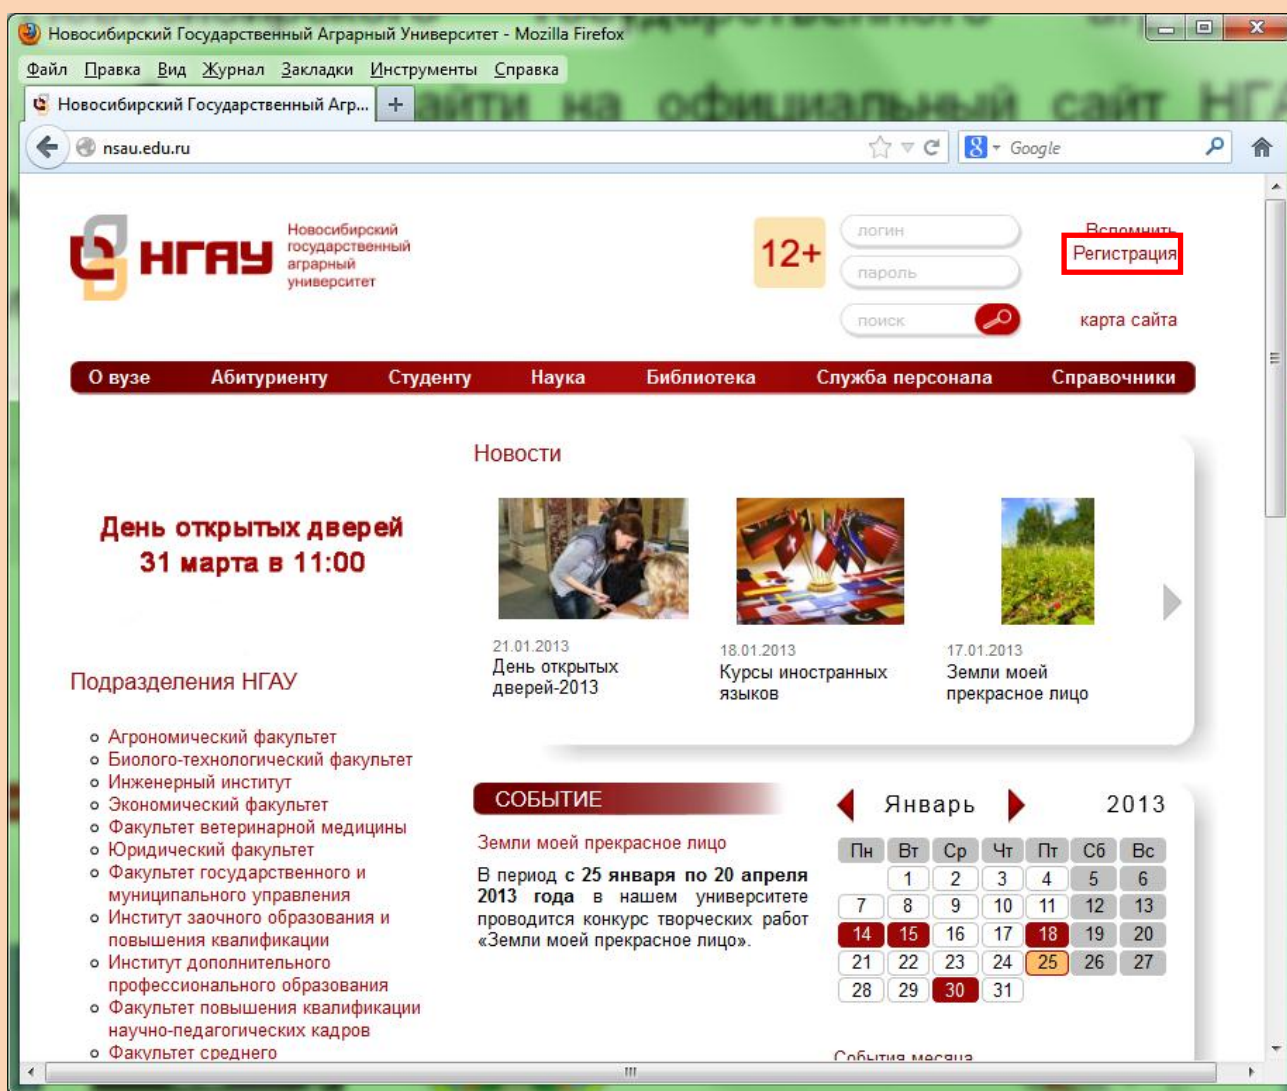 Новосибирский Государственный Аграрный Университет - Mozilla Firefox
Файл Правка Вид Журнал Закладки Инструменты Справка
Новосибирский Государственный Агр... +
айти на официальный сайт НГА
nsau.edu.ru
Google
НГАУ
Новосибирский
государственный
аграрный
университет
12+
логин
пароль
поиск
Вспомнить
Регистрация
карта сайта
О вузе Абитуриенту Студенту Наука Библиотека Служба персонала Справочники
Новости
День открытых дверей
31 марта в 11:00
21.01.2013
День открытых
дверей-2013
18.01.2013
Курсы иностранных
языков
17.01.2013
Земли моей
прекрасное лицо
Подразделения НГАУ
Агрономический факультет
Биолого-технологический факультет
Инженерный институт
Экономический факультет
Факультет ветеринарной медицины
Юридический факультет
Факультет государственного и
муниципального управления
Институт заочного образования и
повышения квалификации
Институт дополнительного
профессионального образования
Факультет повышения квалификации
научно-педагогических кадров
Факультет среднего
СОБЫТИЕ
Земли моей прекрасное лицо
В период с 25 января по 20 апреля
2013 года в нашем университете
проводится конкурс творческих работ
«Земли моей прекрасное лицо».
Январь 2013
Пн Вт Ср Чт Пт Сб Вс
1 2 3 4 5 6
7 8 9 10 11 12 13
14 15 16 17 18 19 20
21 22 23 24 25 26 27
28 29 30 31
События месяца